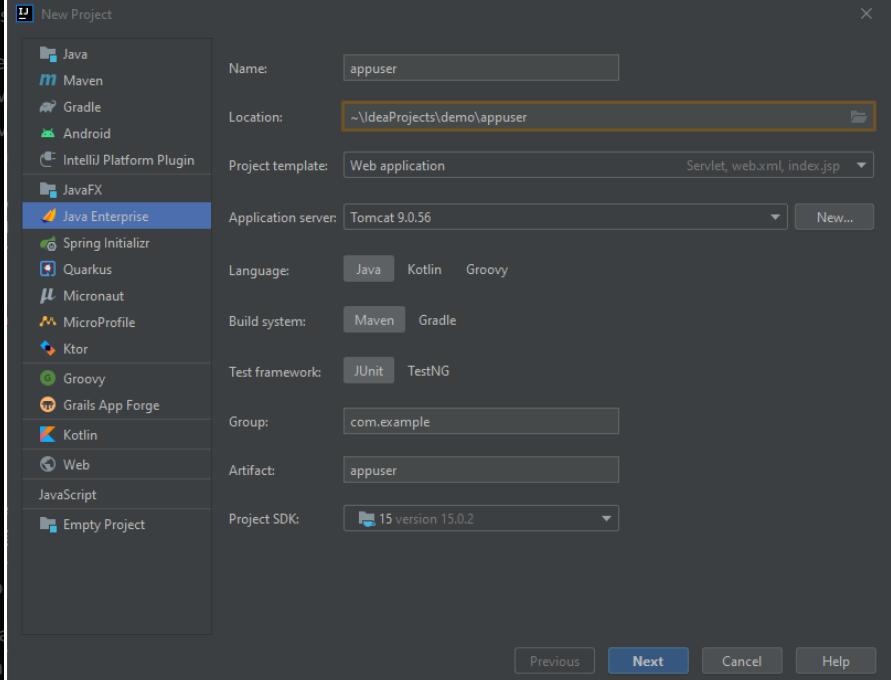 New Project
Java
Maven
Gradle
Android
IntelliJ Platform Plugin
JavaFX
Java Enterprise
Spring Initializr
Quarkus
Micronaut
MicroProfile
Ktor
Groovy
Grails App Forge
Kotlin
Web
JavaScript
Empty Project
Name: appuser
Location: ~\IdeaProjects\demo\appuser
Project template: Web application Servlet, web.xml, index.jsp
Application server: Tomcat 9.0.56 New...
Language: Java Kotlin Groovy
Build system: Maven Gradle
Test framework: JUnit TestNG
Group: com.example
Artifact: appuser
Project SDK: 15 version 15.0.2
Previous Next Cancel Help